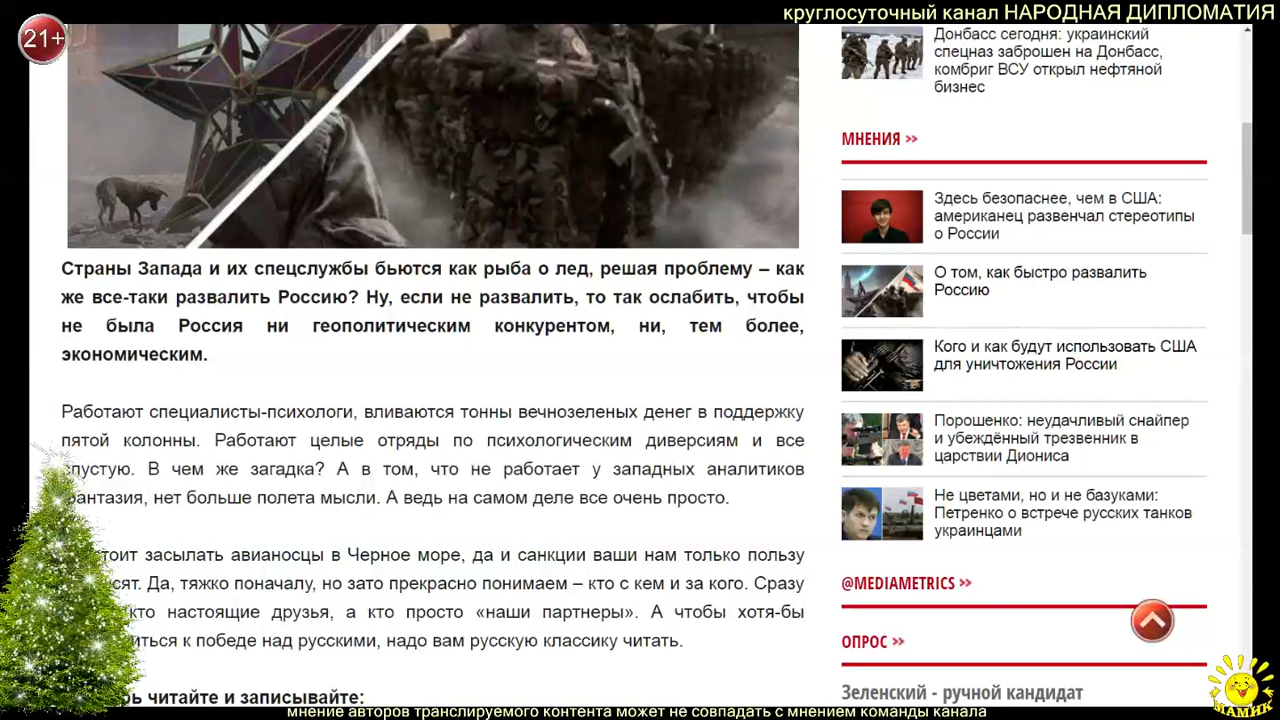 круглосуточный канал НАРОДНАЯ ДИПЛОМАТИЯ
21+
Страны Запада и их спецслужбы бьются как рыба о лед, решая проблему – как
же все-таки развалить Россию? Ну, если не развалить, то так ослабить, чтобы
не была Россия ни геополитическим конкурентом, ни, тем более,
экономическим.
Работают специалисты-психологи, вливаются тонны вечнозеленых денег в поддержку
пятой колонны. Работают целые отряды по психологическим диверсиям и все
впустую. В чем же загадка? А в том, что не работает у западных аналитиков
фантазия, нет больше полета мысли. А ведь на самом деле все очень просто.
засылать авианосцы в Черное море, да и санкции ваши нам только пользу
Да, тяжко поначалу, но зато прекрасно понимаем – кто с кем и за кого. Сразу
кто настоящие друзья, а кто просто «наши партнеры». А чтобы хотя-бы
к победе над русскими, надо вам русскую классику читать.
читайте и записывайте:
Донбасс сегодня: украинский
спецназ заброшен на Донбасс,
комбриг ВСУ открыл нефтяной
бизнес
МНЕНИЯ >>
Здесь безопаснее, чем в США:
американец развенчал стереотипы
о России
О том, как быстро развалить
Россию
Кого и как будут использовать США
для уничтожения России
Порошенко: неудачливый снайпер
и убеждённый трезвенник в
царствии Диониса
Не цветами, но и не базуками:
Петренко о встрече русских танков
украинцами
@MEDIAMETRICS >>
ОПРОС >>
Зеленский - ручной кандидат
МАМИК
мнение авторов транслируемого контента может не совпадать с мнением команды канала